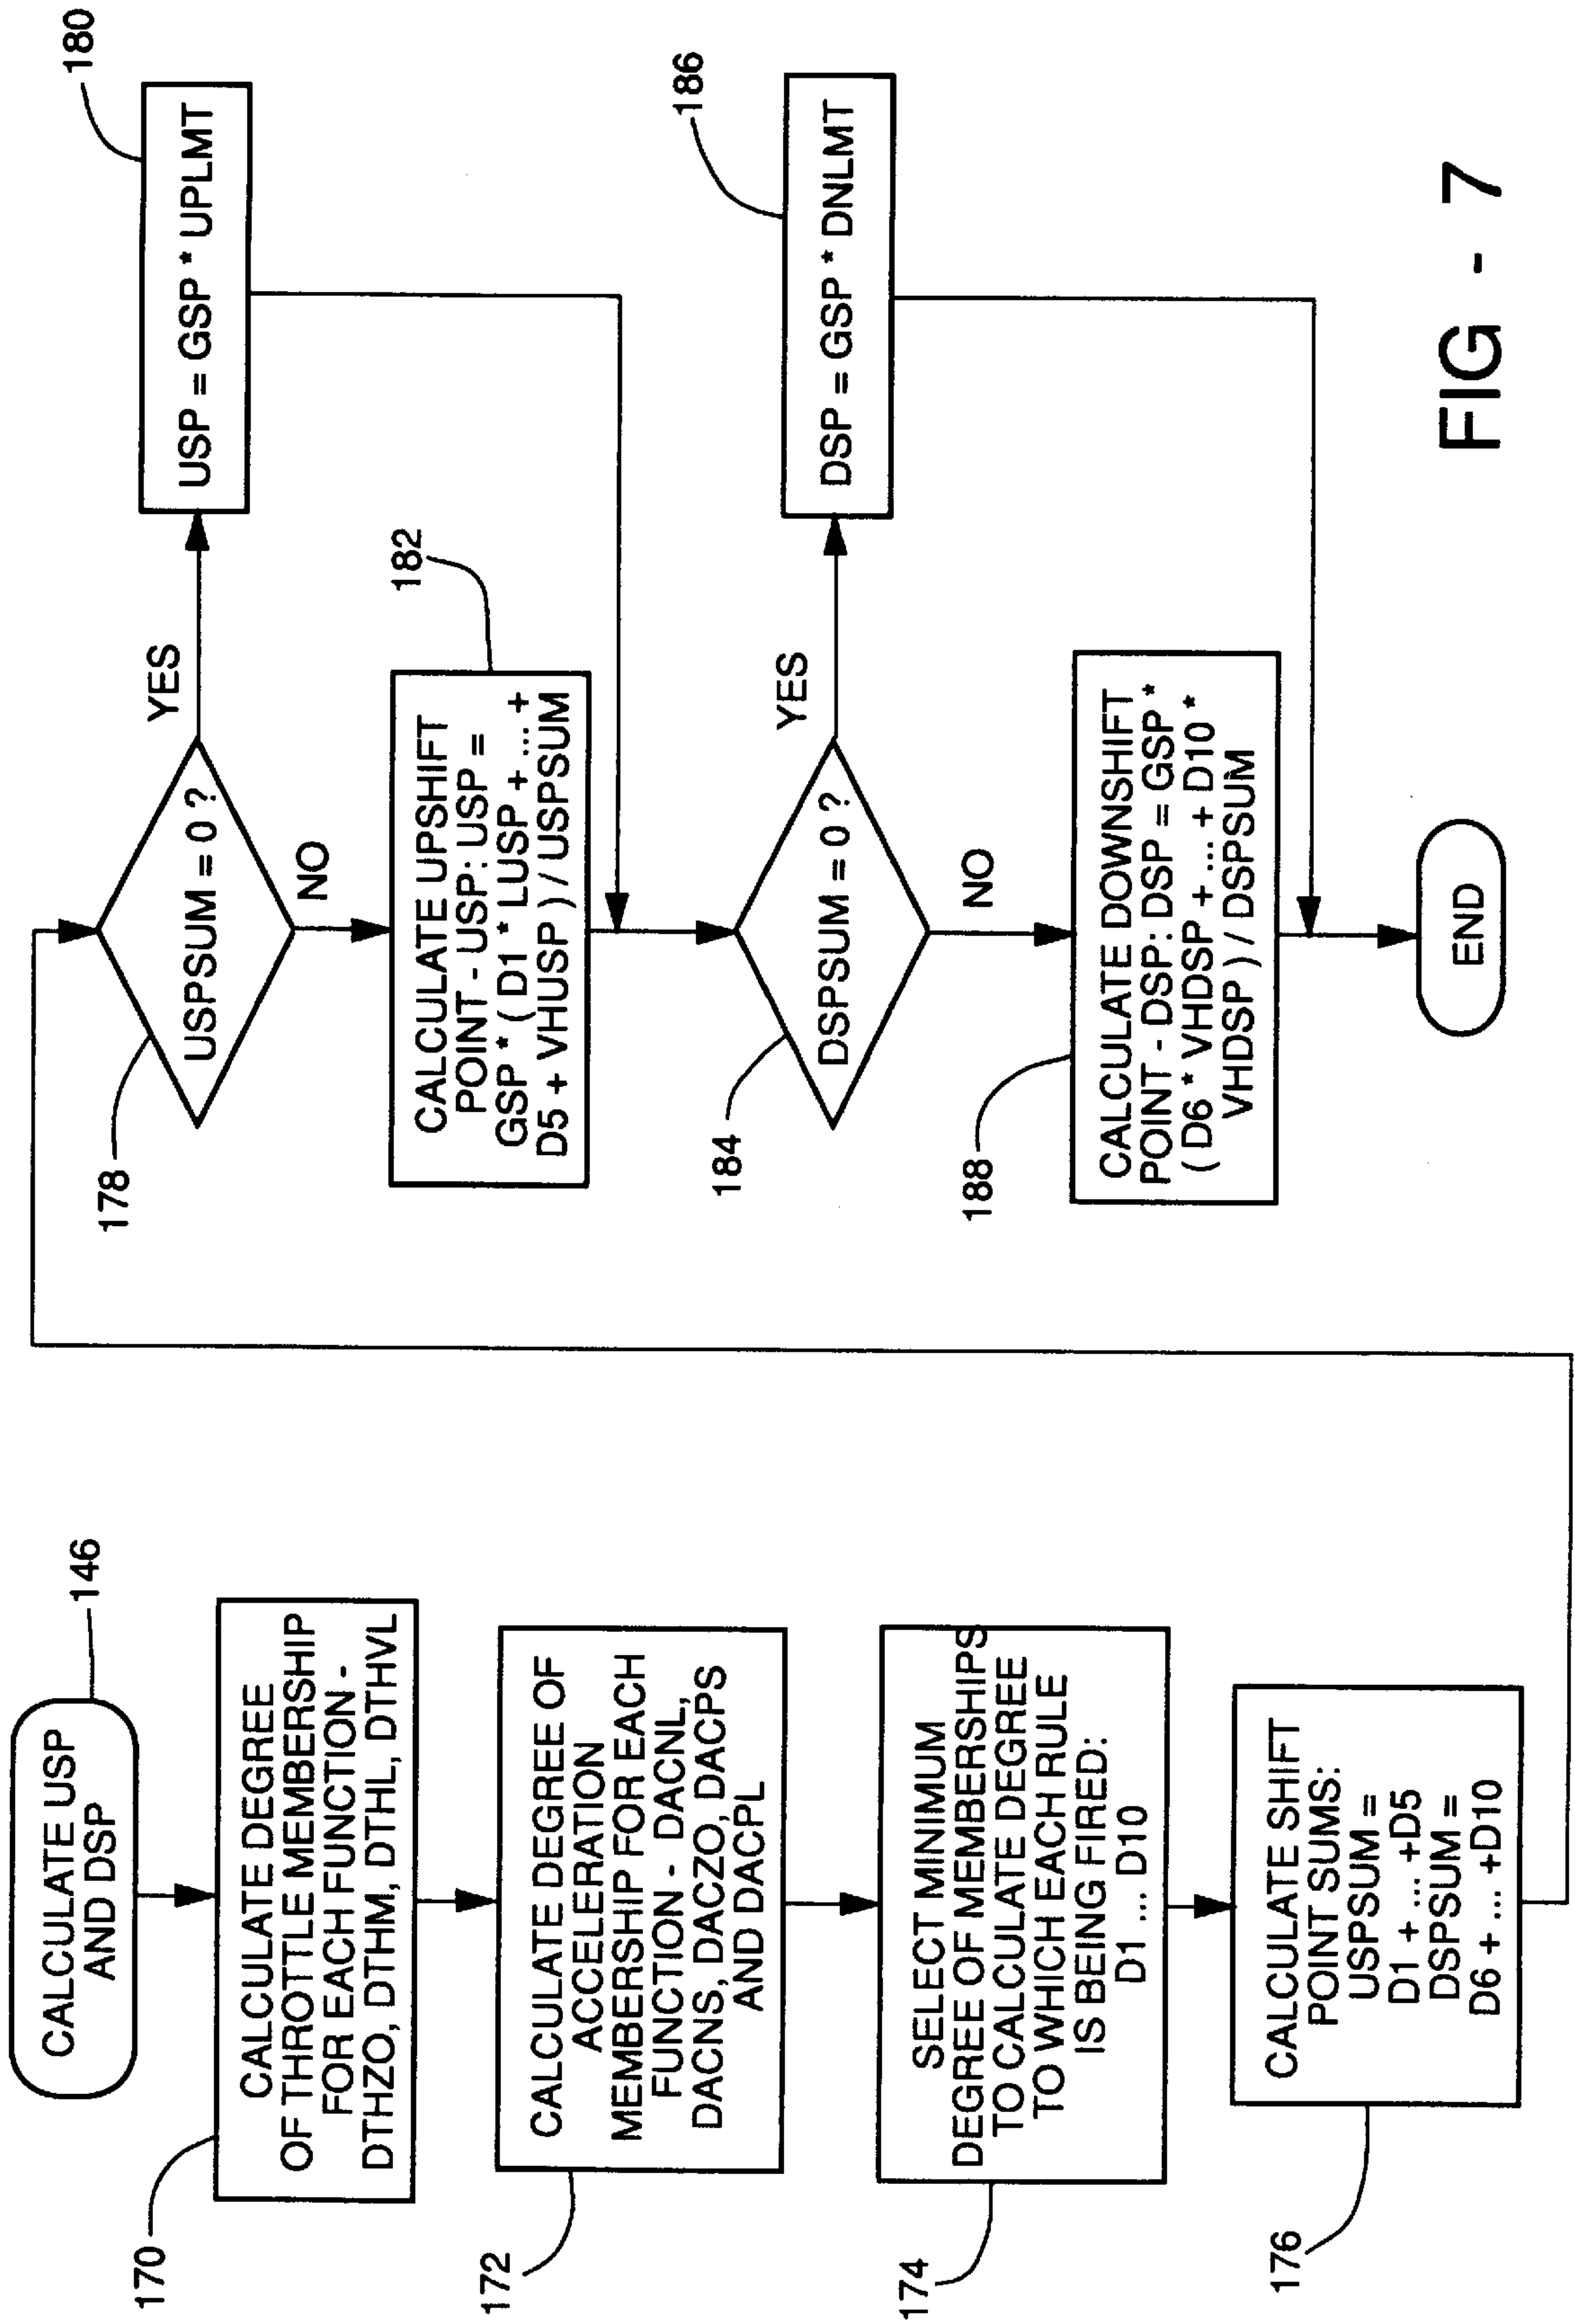 CALCULATE USP
AND DSP
146
CALCULATE DEGREE
OF THROTTLE MEMBERSHIP
FOR EACH FUNCTION -
DTHZO, DTHM, DTHL, DTHVL
170
CALCULATE DEGREE OF
ACCELERATION
MEMBERSHIP FOR EACH
FUNCTION - DACNL,
DACNS, DACZO, DACPS
AND DACPL
172
SELECT MINIMUM
DEGREE OF MEMBERSHIPS
TO CALCULATE DEGREE
TO WHICH EACH RULE
IS BEING FIRED:
D1 ... D10
174
CALCULATE SHIFT
POINT SUMS:
USPSUM =
D1 + ... +D5
DSPSUM =
D6 + ... +D10
176
USPSUM = 0 ?
178
YES
NO
USP = GSP * UPLMT
180
CALCULATE UPSHIFT
POINT - USP: USP =
GSP * ( D1 * LUSP + ... +
D5 + VHUSP ) / USPSUM
182
DSPSUM = 0 ?
184
YES
NO
DSP = GSP * DNLMT
186
CALCULATE DOWNSHIFT
POINT - DSP: DSP = GSP *
( D6 * VHDSP + ... + D10 *
VHDSP ) / DSPSUM
188
END
FIG - 7